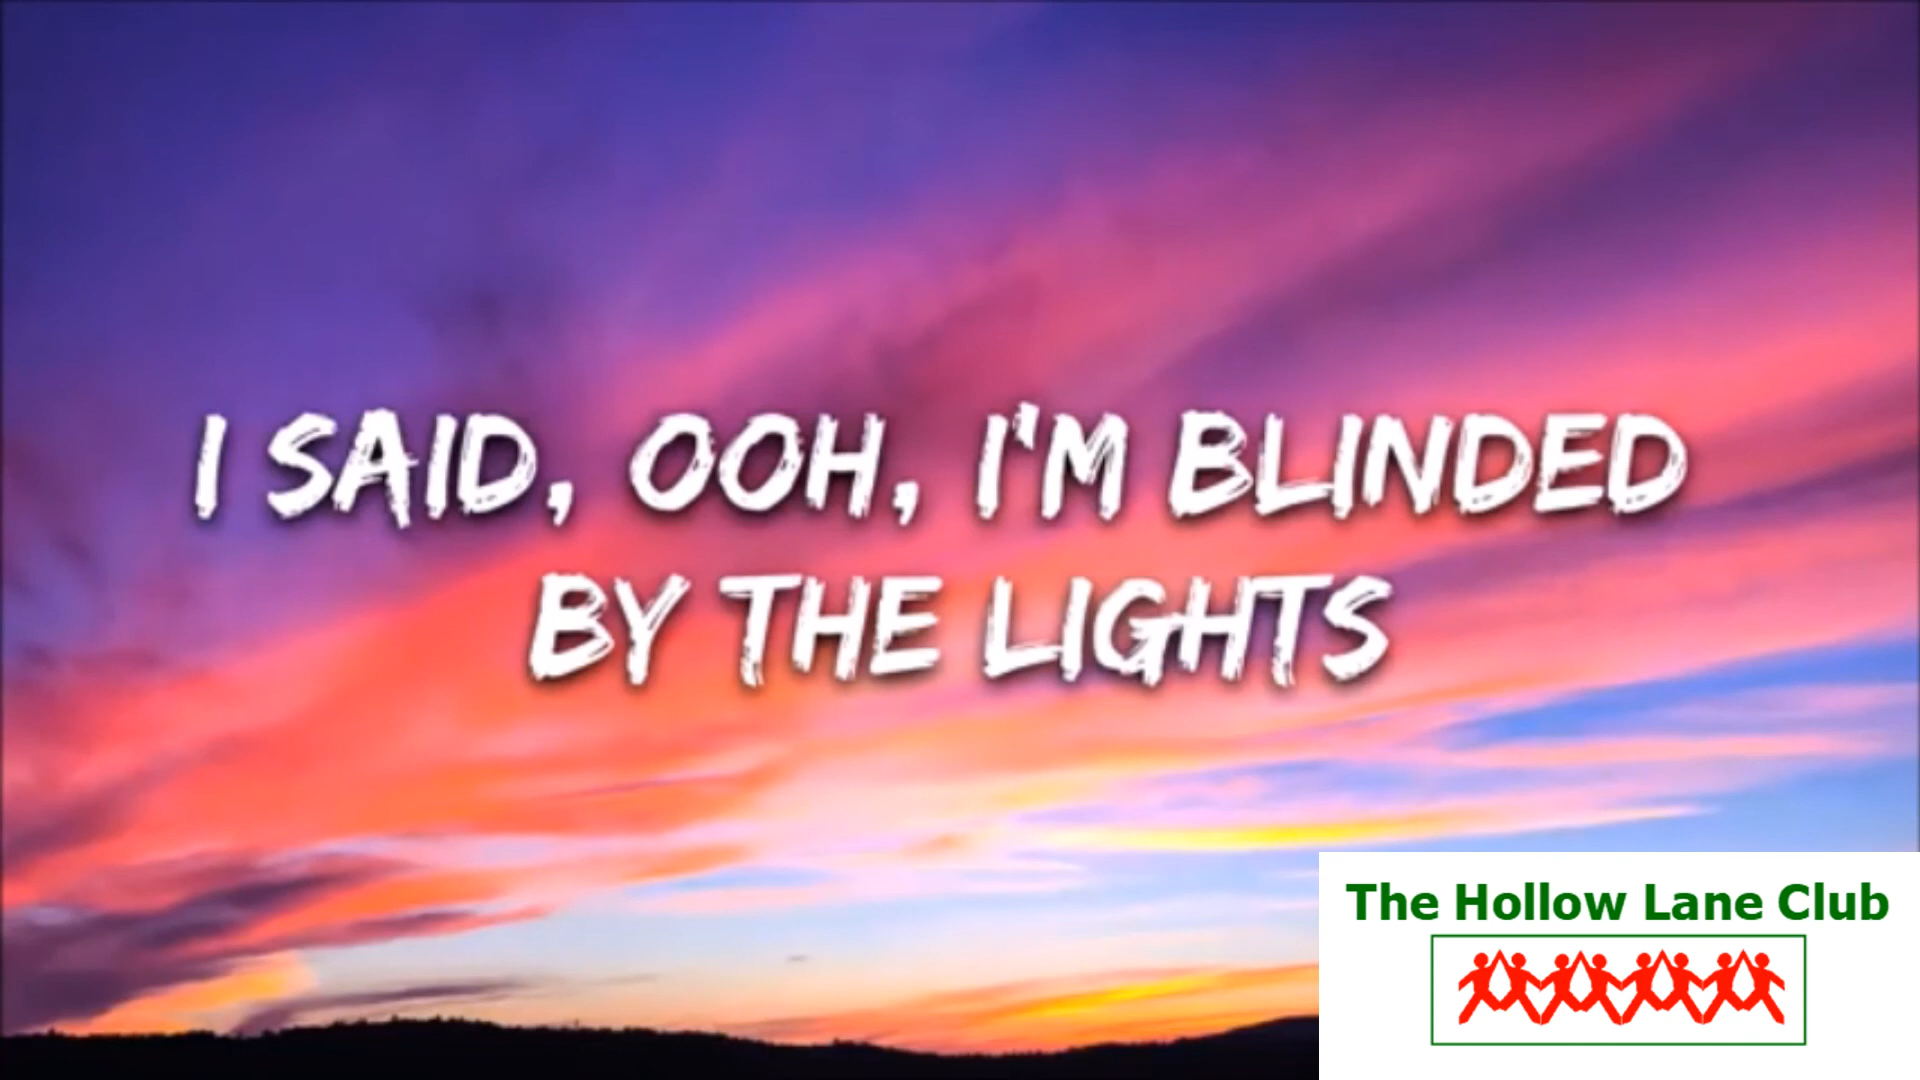 I SAID, OOH, I'M BLINDED
BY THE LIGHTS
The Hollow Lane Club